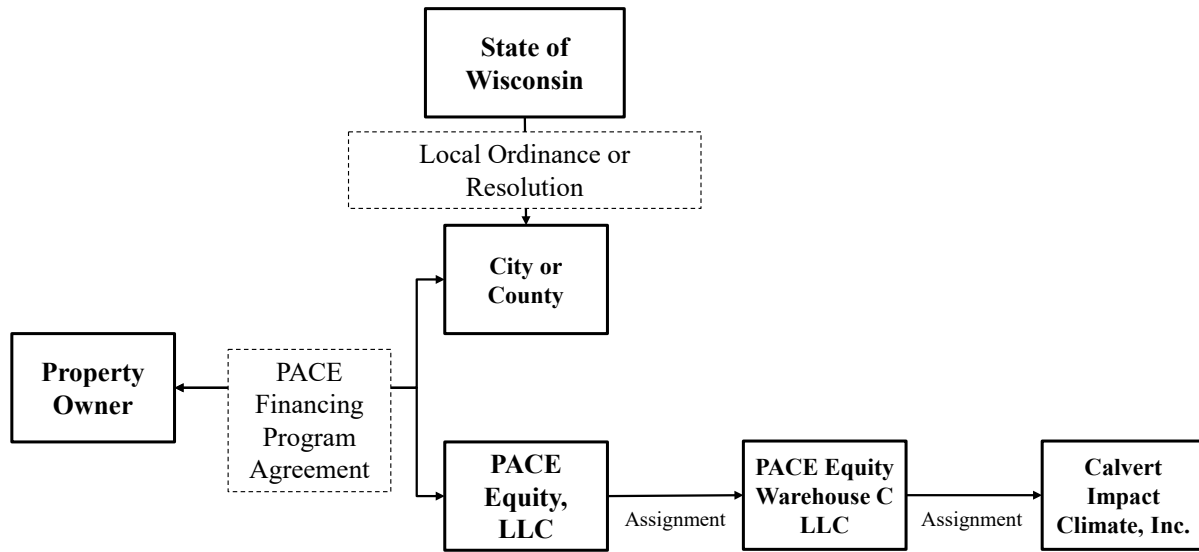 State of
Wisconsin
Local Ordinance or
Resolution
City or
County
Property
Owner
PACE
Financing
Program
Agreement
PACE
Equity,
LLC
Assignment
PACE Equity
Warehouse C
LLC
Assignment
Calvert
Impact
Climate, Inc.